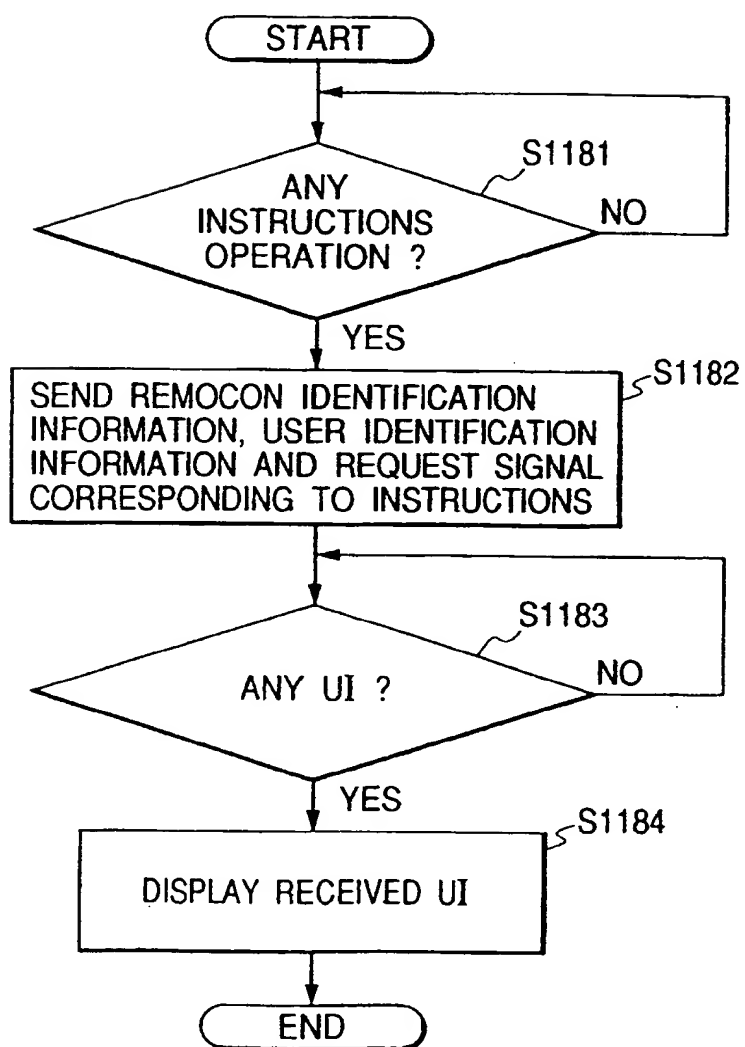 START
S1181
ANY
INSTRUCTIONS
OPERATION ?
NO
YES
S1182
SEND REMOCON IDENTIFICATION
INFORMATION, USER IDENTIFICATION
INFORMATION AND REQUEST SIGNAL
CORRESPONDING TO INSTRUCTIONS
S1183
ANY UI ?
NO
YES
S1184
DISPLAY RECEIVED UI
END